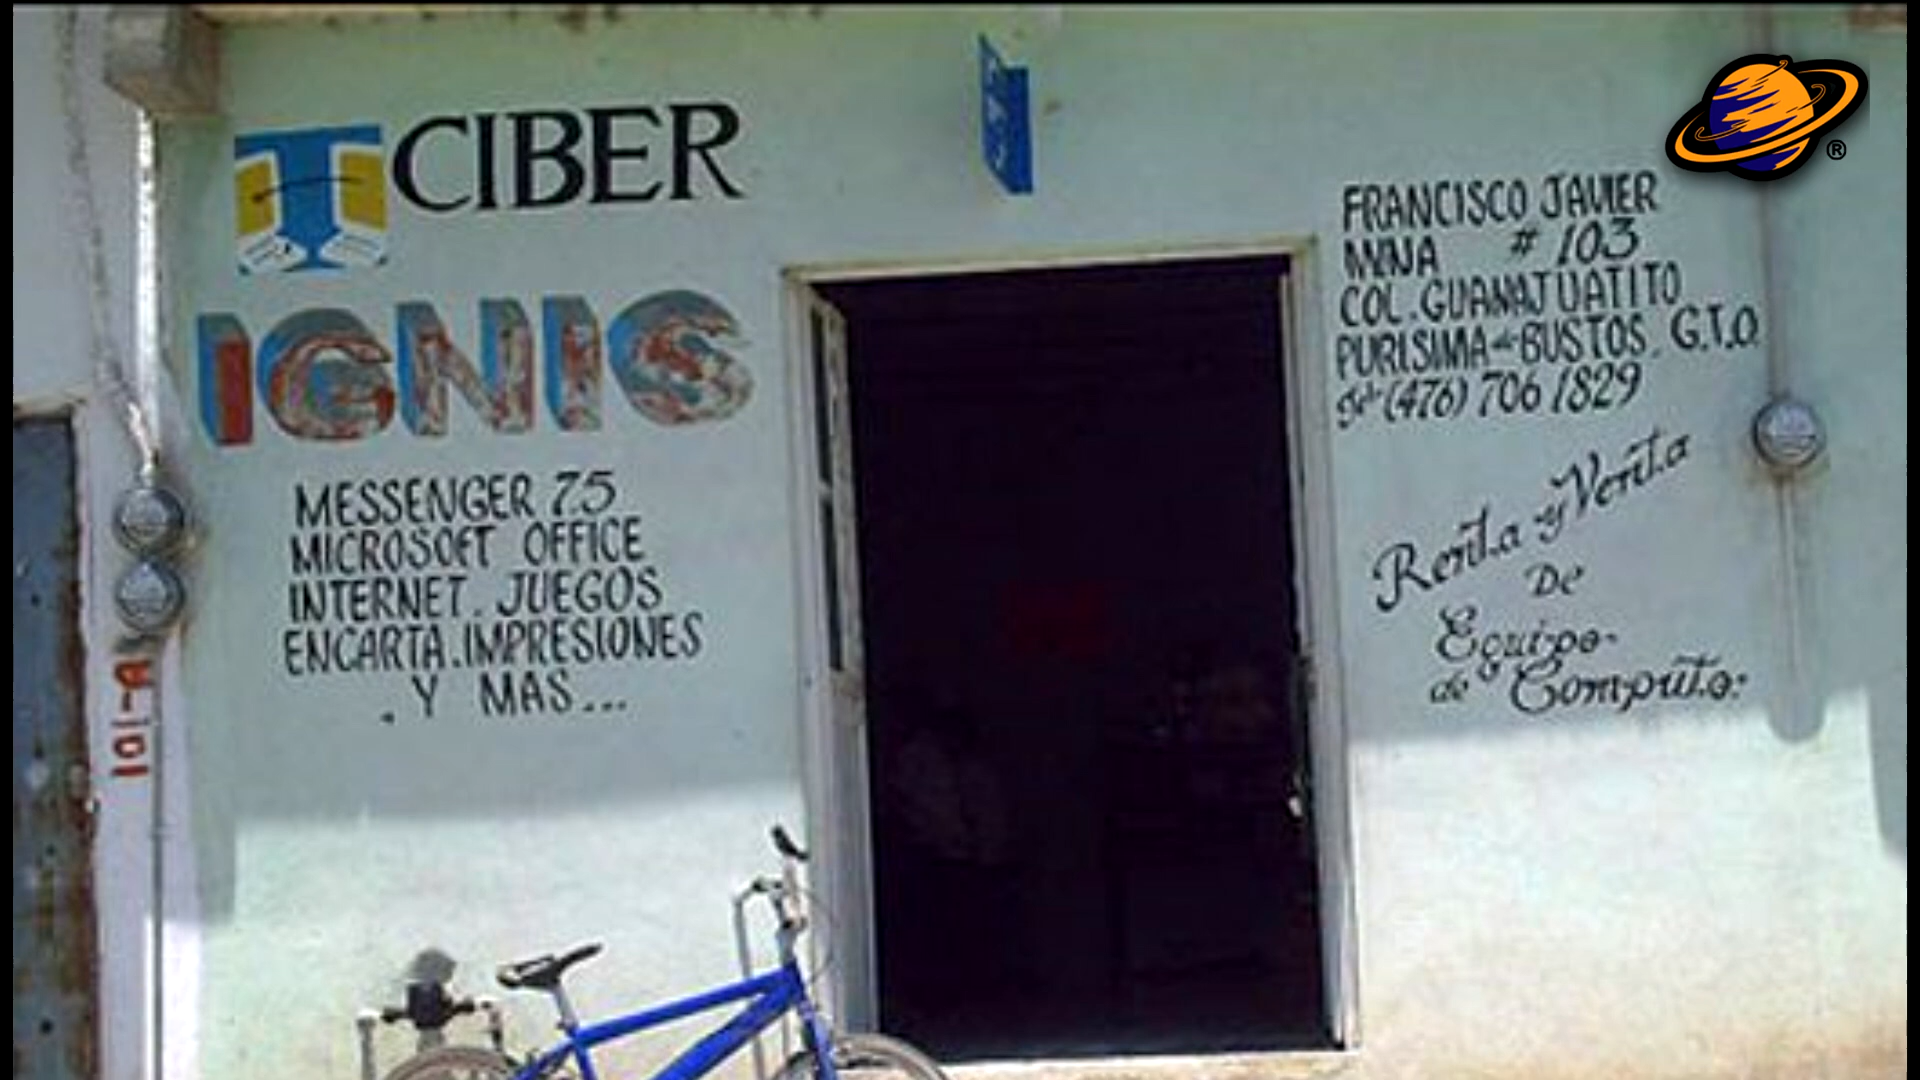 CIBER
IGNIS
MESSENGER 7.5
MICROSOFT OFFICE
INTERNET. JUEGOS
ENCARTA. IMPRESIONES
. Y MAS...
FRANCISCO JAVIER
MINA # 103
COL. GUANAJUATITO
PURISIMA de BUSTOS. G.T.O.
Tel: (476) 706 1829
Renta y Venta
De
Equipo
de Computo:
101-A
®